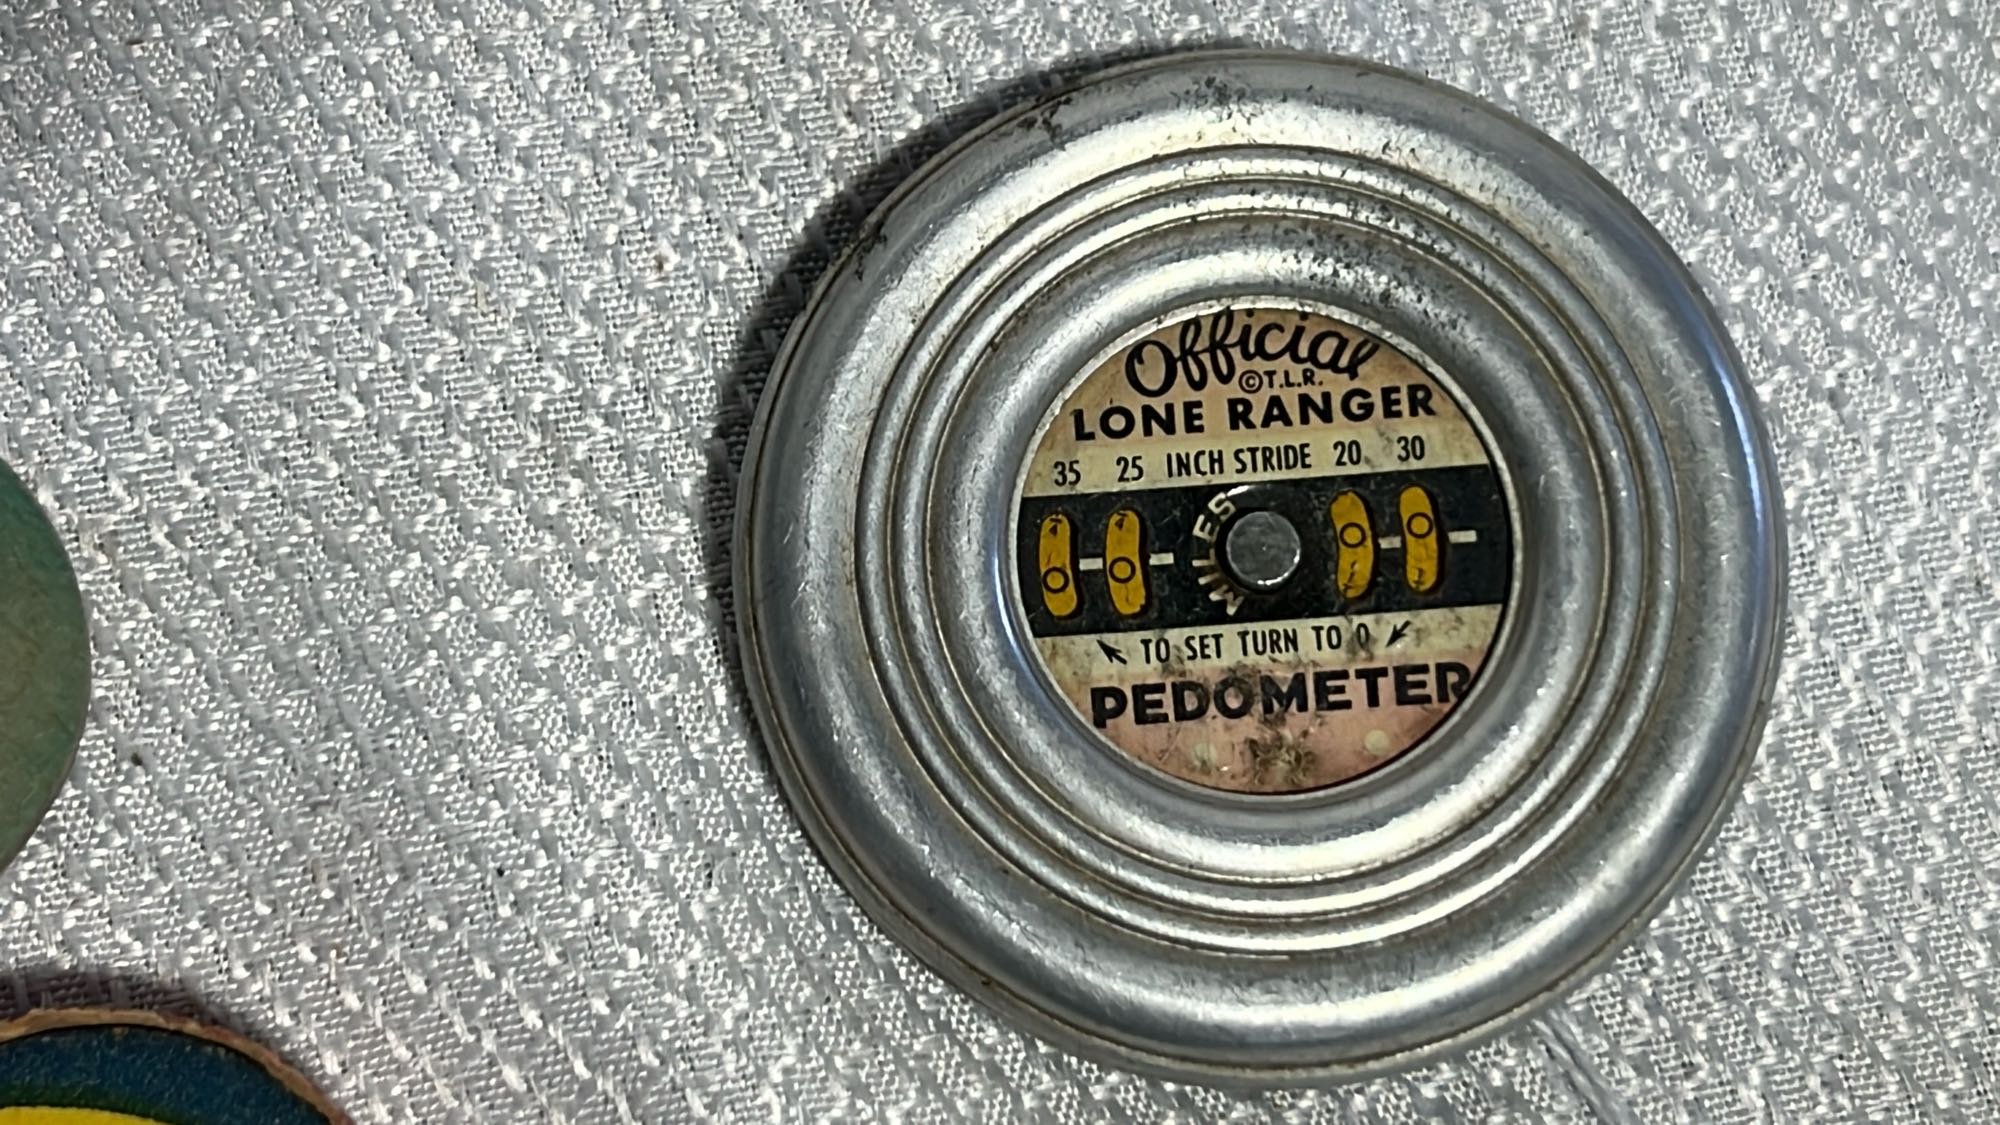 Official
©T.L.R.
LONE RANGER
35 25 INCH STRIDE 20 30
MILES
TO SET TURN TO 0
PEDOMETER